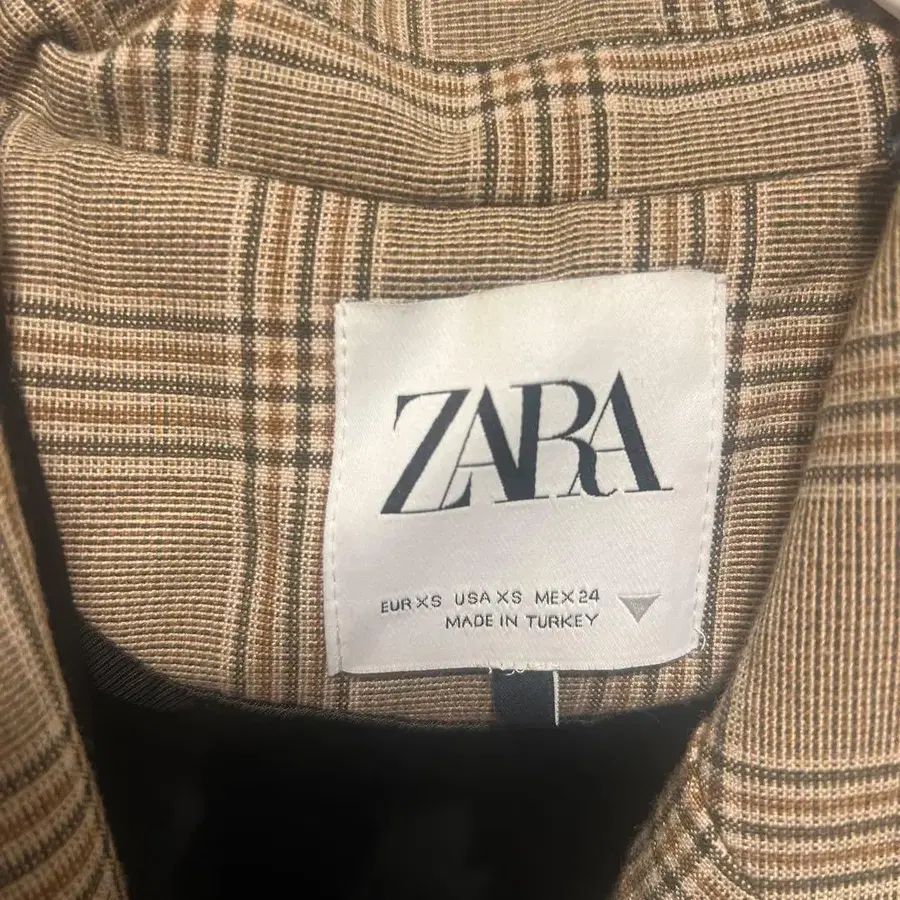 ZARA
EUR XS USA XS MEX 24
MADE IN TURKEY